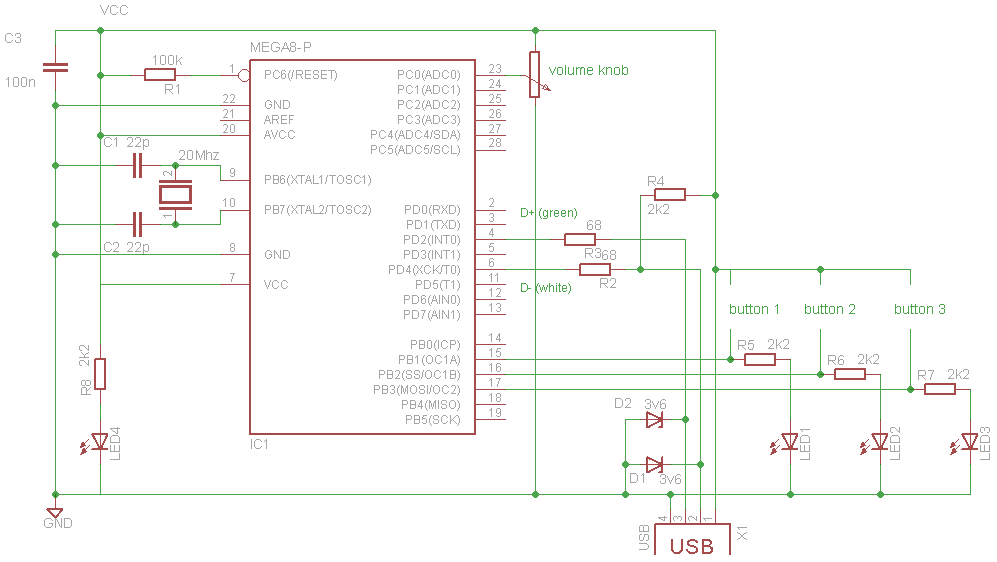 VCC
C3
100n
100k
R1
MEGA8-P
1
22
21
20
9
10
8
7
PC6(/RESET)
GND
AREF
AVCC
PB6(XTAL1/TOSC1)
PB7(XTAL2/TOSC2)
GND
VCC
PC0(ADC0)
PC1(ADC1)
PC2(ADC2)
PC3(ADC3)
PC4(ADC4/SDA)
PC5(ADC5/SCL)
PD0(RXD)
PD1(TXD)
PD2(INT0)
PD3(INT1)
PD4(XCK/T0)
PD5(T1)
PD6(AIN0)
PD7(AIN1)
PB0(ICP)
PB1(OC1A)
PB2(SS/OC1B)
PB3(MOSI/OC2)
PB4(MISO)
PB5(SCK)
23
24
25
26
27
28
2
3
4
5
6
11
12
13
14
15
16
17
18
19
IC1
volume knob
C1 22p
20Mhz
2
1
C2 22p
R4
2k2
D+ (green)
68
R3
68
R2
D- (white)
button 1
button 2
button 3
R5 2k2
R6 2k2
R7 2k2
R8 2k2
LED4
LED1
LED2
LED3
D2 3v6
D1 3v6
GND
4
3
2
1
USB
USB
X1